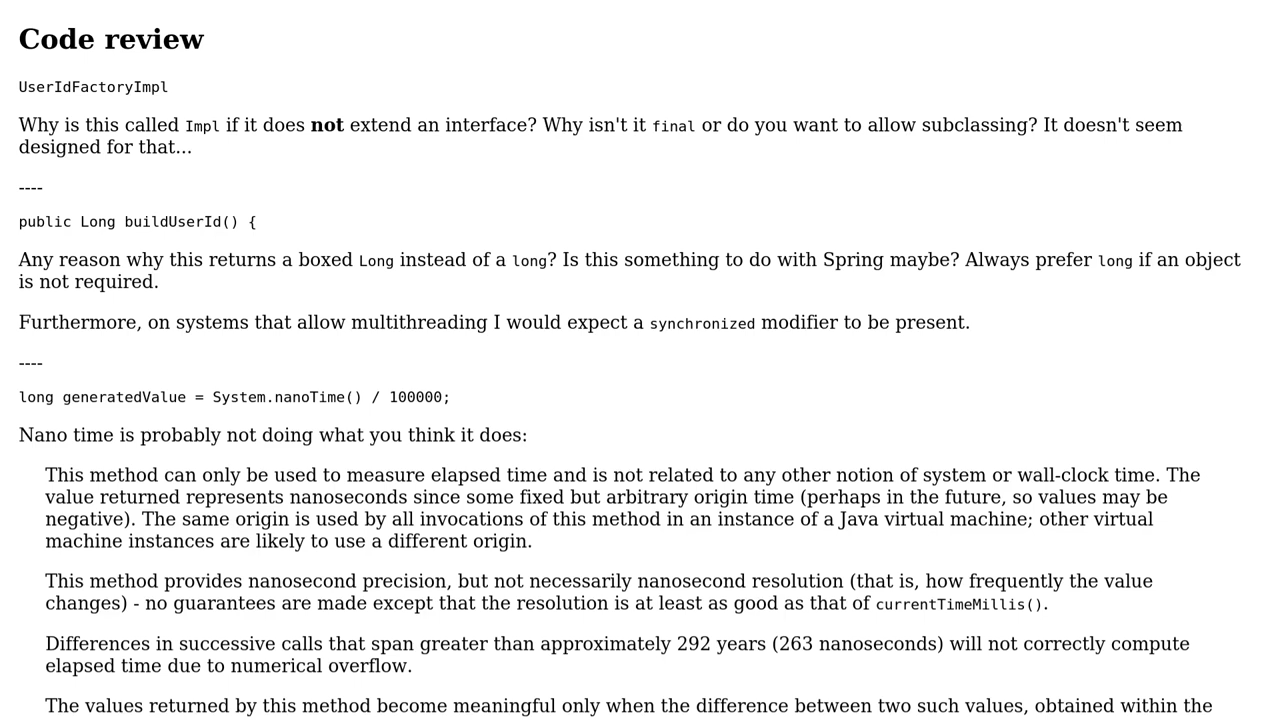 Code review
UserIdFactoryImpl
Why is this called Impl if it does not extend an interface? Why isn't it final or do you want to allow subclassing? It doesn't seem
designed for that...
----
public Long buildUserId() {
Any reason why this returns a boxed Long instead of a long? Is this something to do with Spring maybe? Always prefer long if an object
is not required.
Furthermore, on systems that allow multithreading I would expect a synchronized modifier to be present.
----
long generatedValue = System.nanoTime() / 100000;
Nano time is probably not doing what you think it does:
This method can only be used to measure elapsed time and is not related to any other notion of system or wall-clock time. The
value returned represents nanoseconds since some fixed but arbitrary origin time (perhaps in the future, so values may be
negative). The same origin is used by all invocations of this method in an instance of a Java virtual machine; other virtual
machine instances are likely to use a different origin.
This method provides nanosecond precision, but not necessarily nanosecond resolution (that is, how frequently the value
changes) - no guarantees are made except that the resolution is at least as good as that of currentTimeMillis().
Differences in successive calls that span greater than approximately 292 years (263 nanoseconds) will not correctly compute
elapsed time due to numerical overflow.
The values returned by this method become meaningful only when the difference between two such values, obtained within the